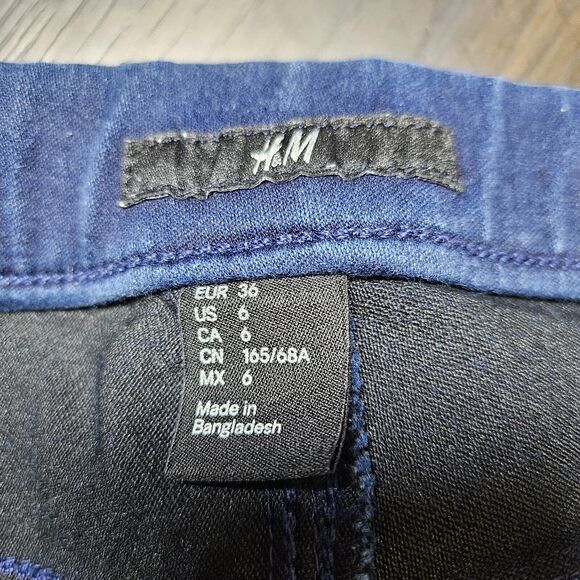 H&M
EUR 36
US 6
CA 6
CN 165/68A
MX 6
Made in
Bangladesh